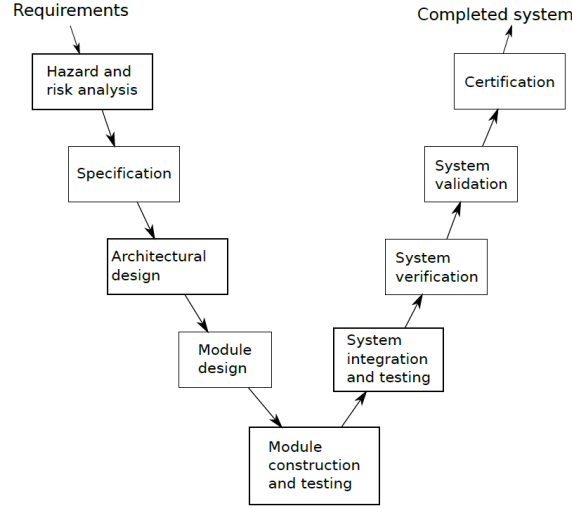 Requirements
Hazard and
risk analysis
Specification
Architectural
design
Module
design
Module
construction
and testing
System
integration
and testing
System
verification
System
validation
Certification
Completed system